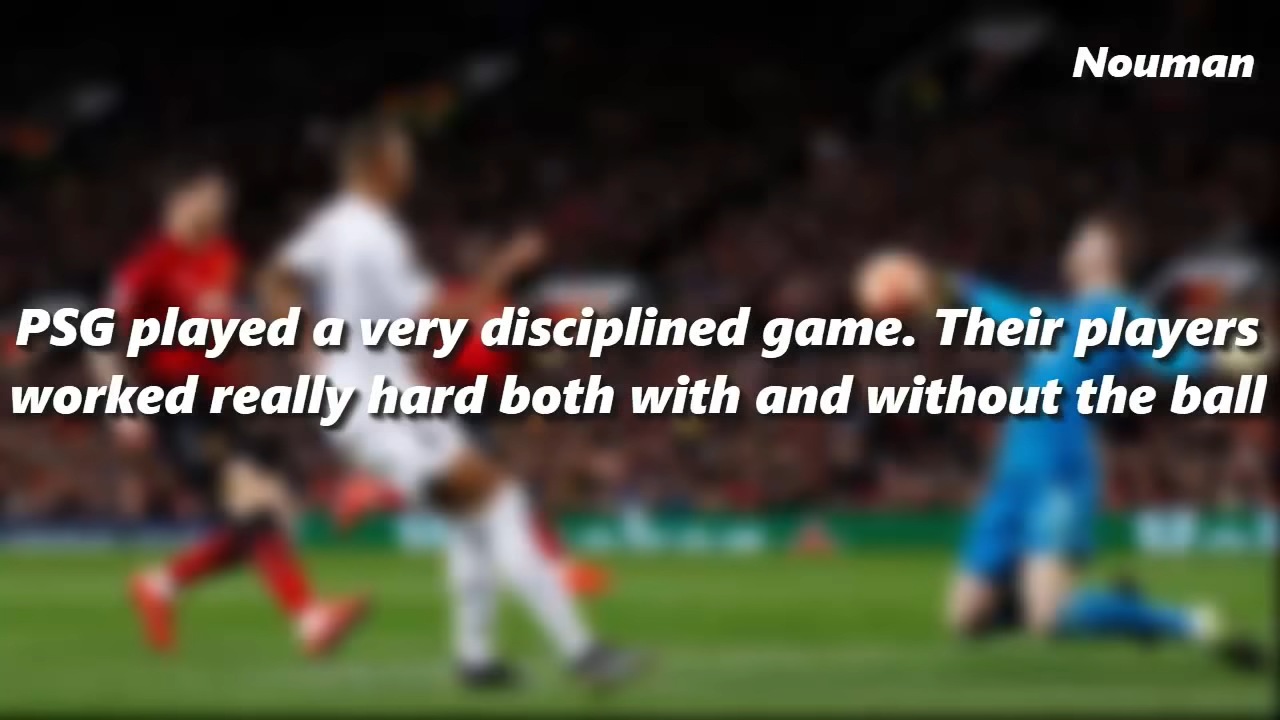 Nouman
PSG played a very disciplined game. Their players
worked really hard both with and without the ball